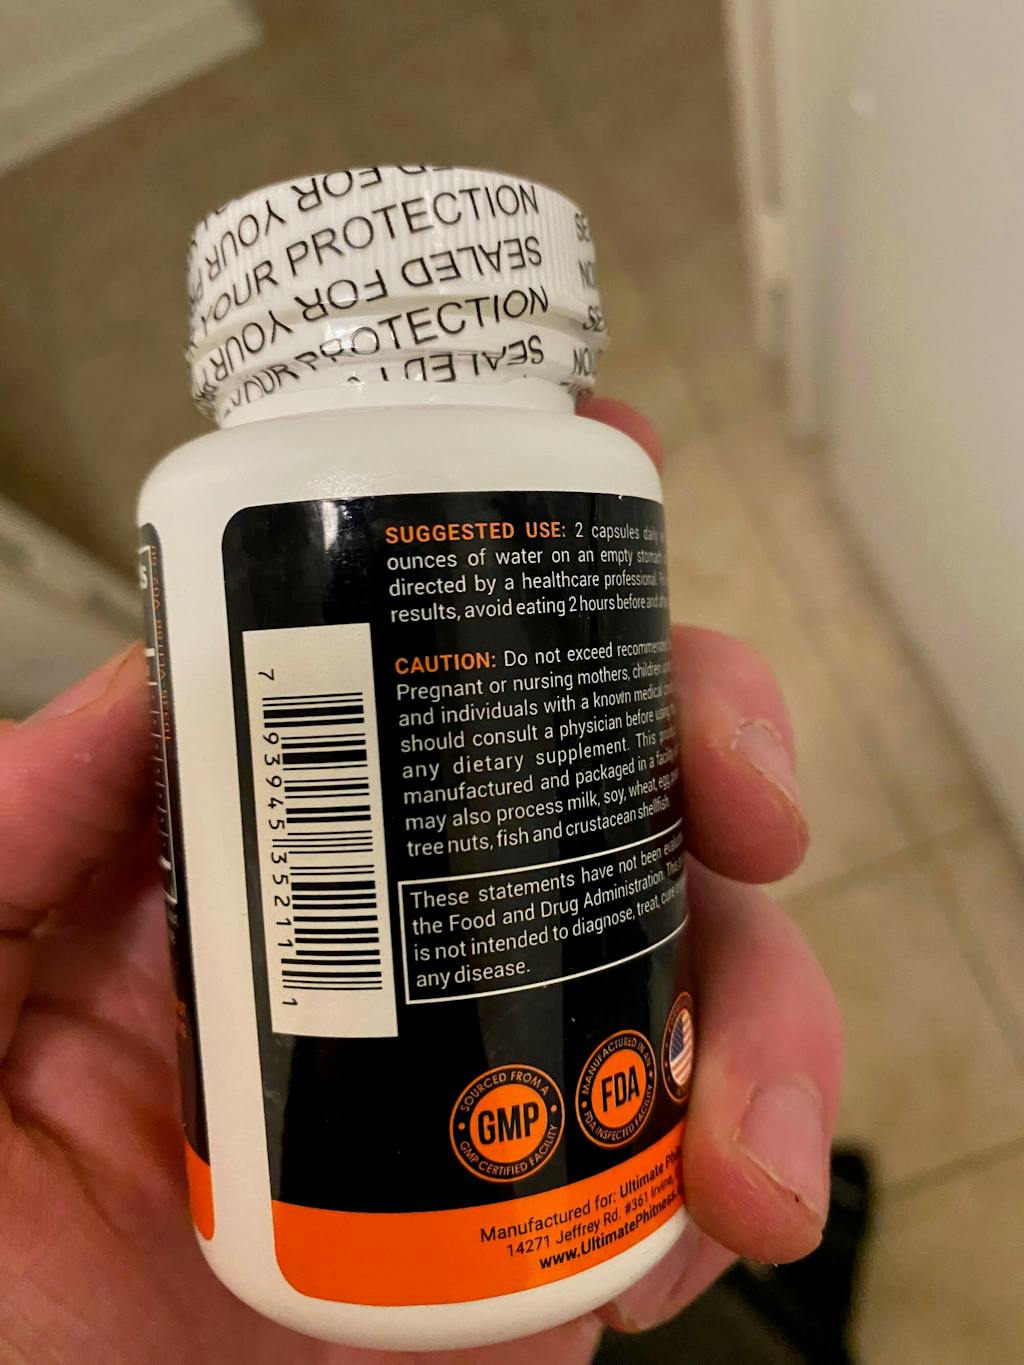 YOUR PROTECTION
SEALED FOR YOUR
PROTECTION
SEALED
SUGGESTED USE: 2 capsules daily
ounces of water on an empty
directed by a healthcare professional
results, avoid eating 2 hours before and
CAUTION: Do not exceed recommended
Pregnant or nursing mothers, children
and individuals with a known medical
should consult a physician before using
any dietary supplement. This
manufactured and packaged in a facility
may also process milk, soy, wheat, egg,
tree nuts, fish and crustacean shellfish.
These statements have not been
the Food and Drug Administration. This
is not intended to diagnose, treat, cure
any disease.
7 93945 35211 1
SOURCED FROM A
GMP
GMP CERTIFIED FACILITY
MANUFACTURED IN AN
FDA
FDA INSPECTED FACILITY
Manufactured for: Ultimate
14271 Jeffrey Rd. #361 Irvine,
www.UltimatePhitness.